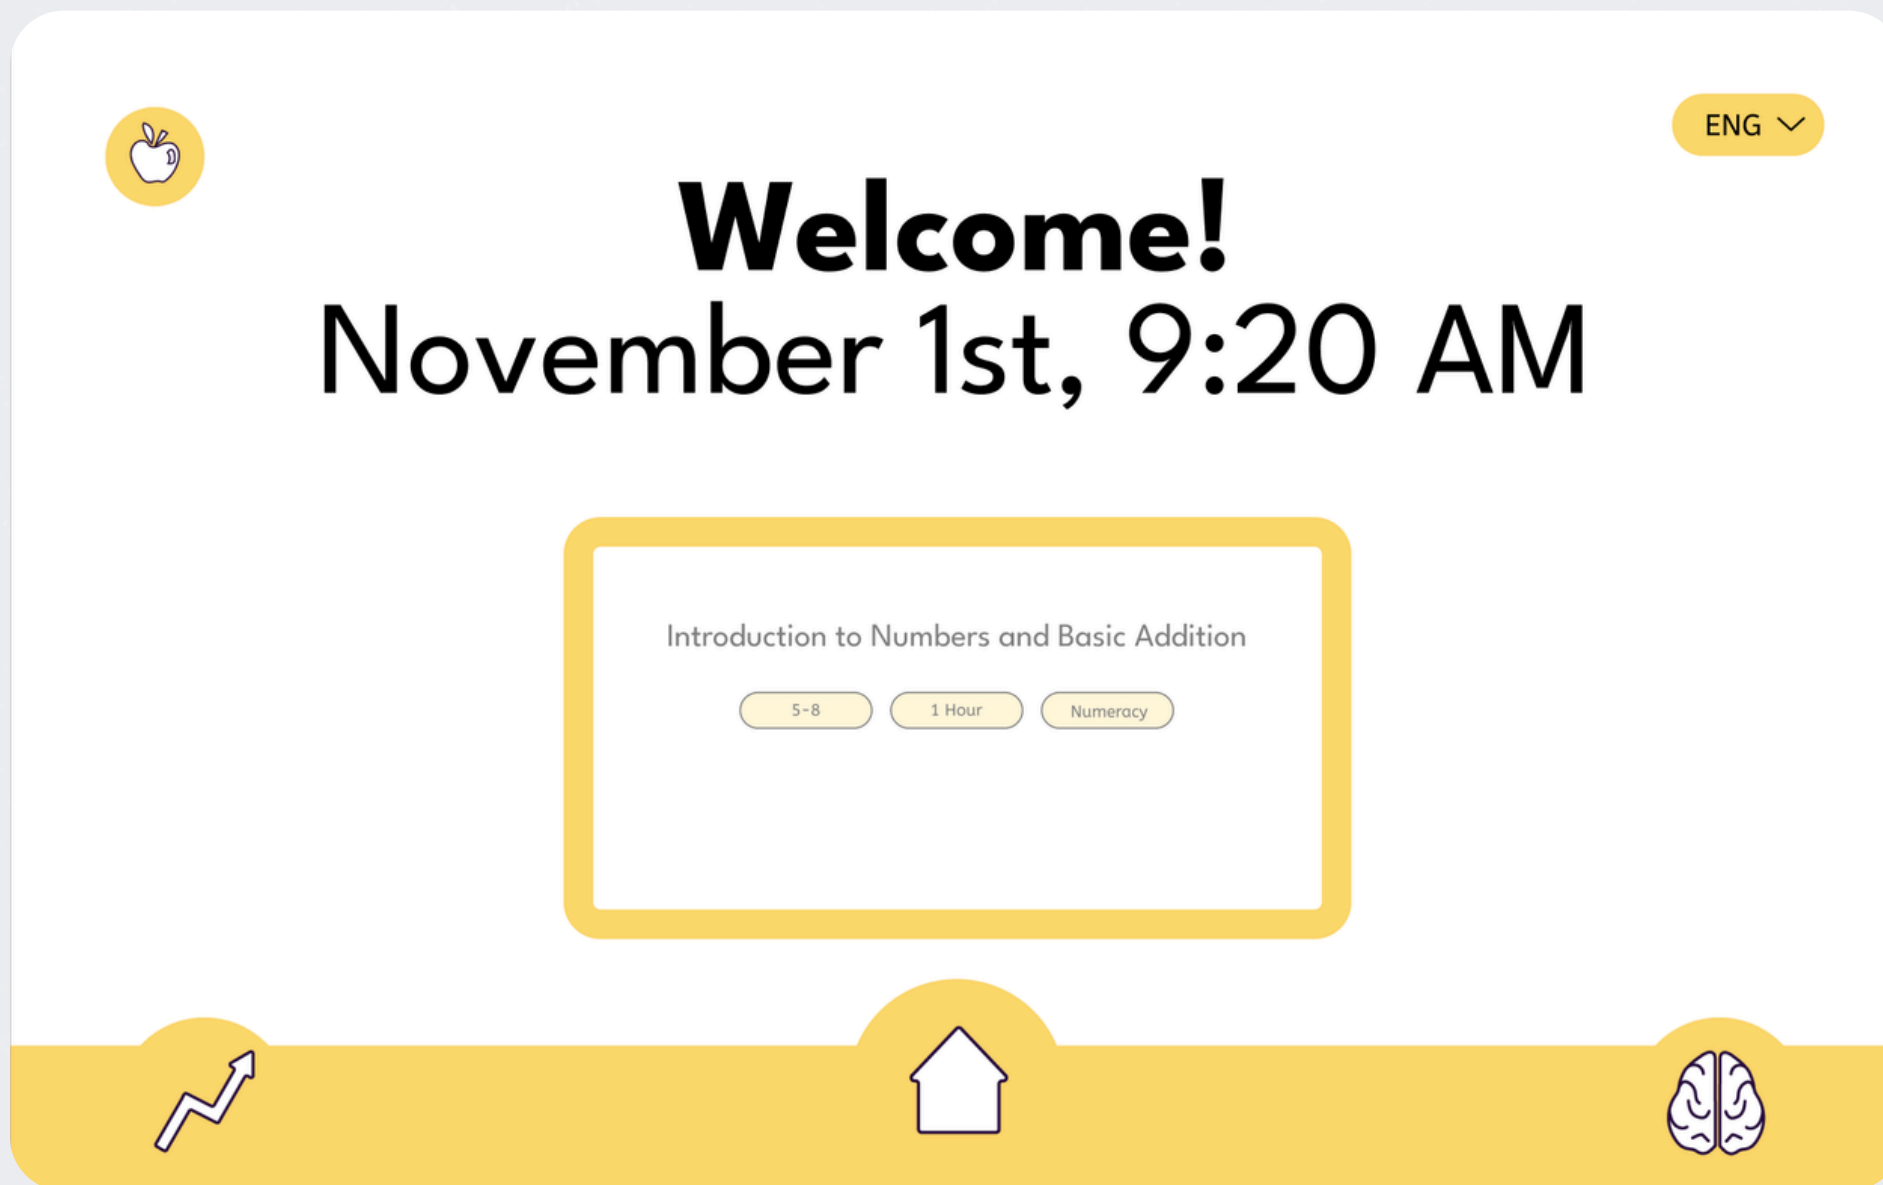 ENG
Welcome!
November 1st, 9:20 AM
Introduction to Numbers and Basic Addition
5-8
1 Hour
Numeracy